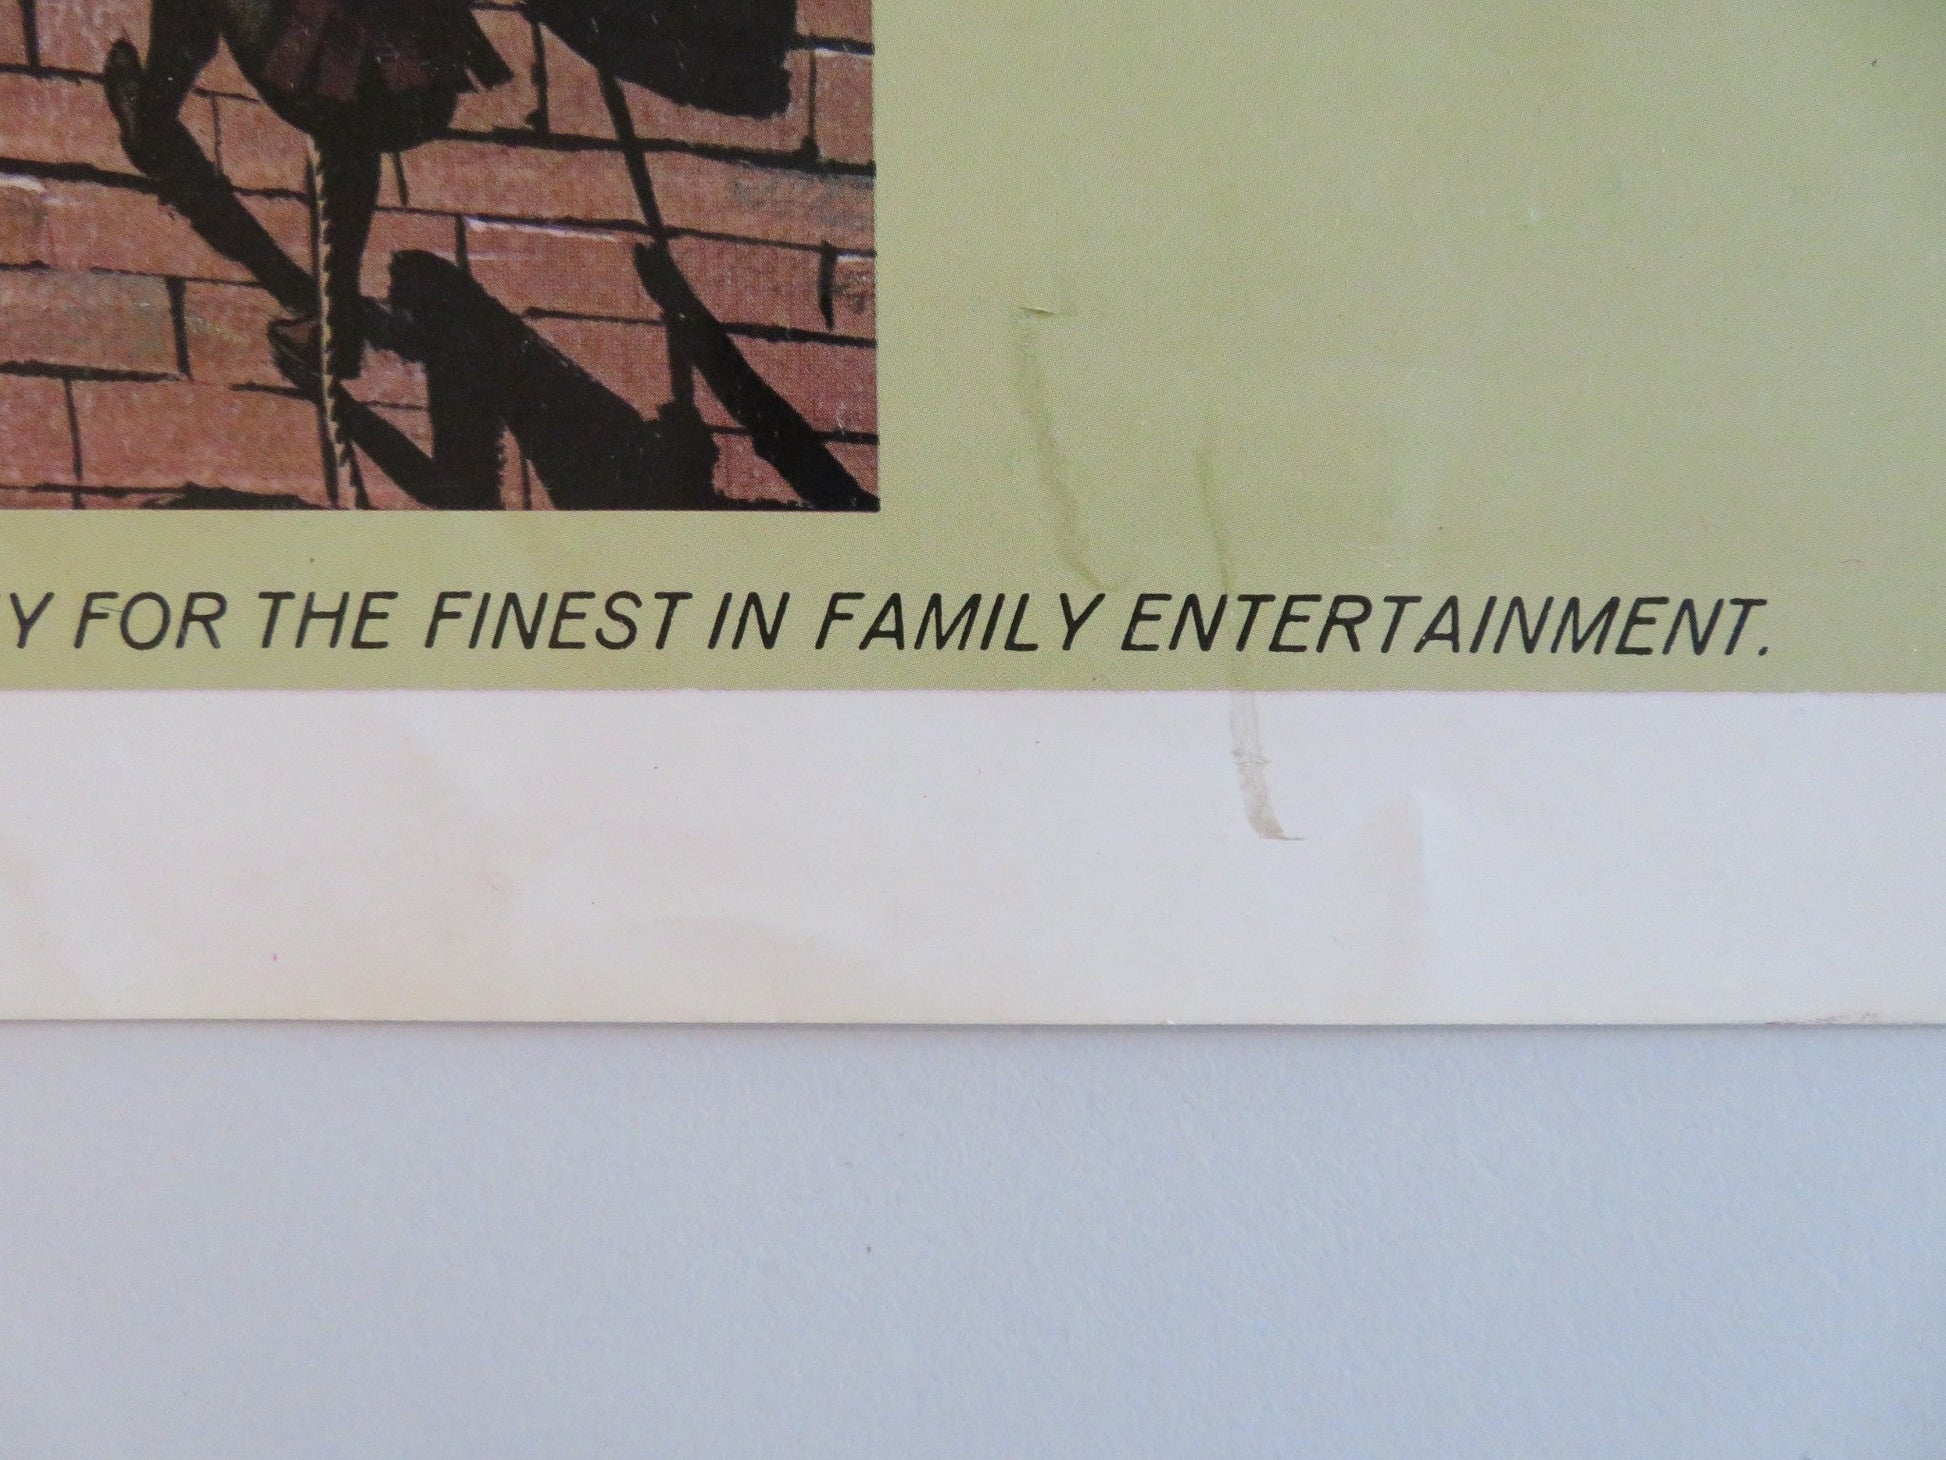 Y FOR THE FINEST IN FAMILY ENTERTAINMENT.